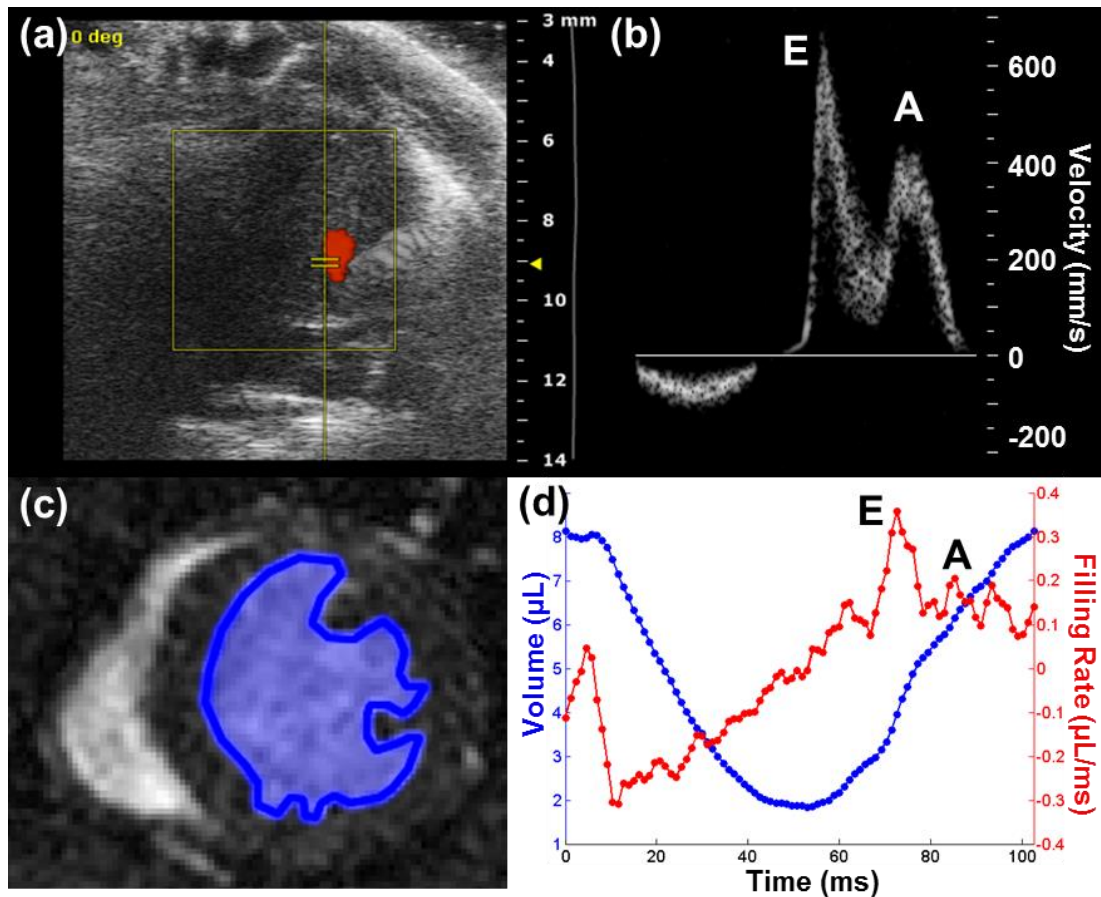 (a)
0 deg
3 mm
4
6
8
10
12
14
(b)
E
A
600
400
200
0
-200
Velocity (mm/s)
(c)
(d)
E
A
8
7
6
5
4
3
2
1
Volume (µL)
0.4
0.3
0.2
0.1
0
-0.1
-0.2
-0.3
-0.4
Filling Rate (µL/ms)
0 20 40 60 80 100
Time (ms)